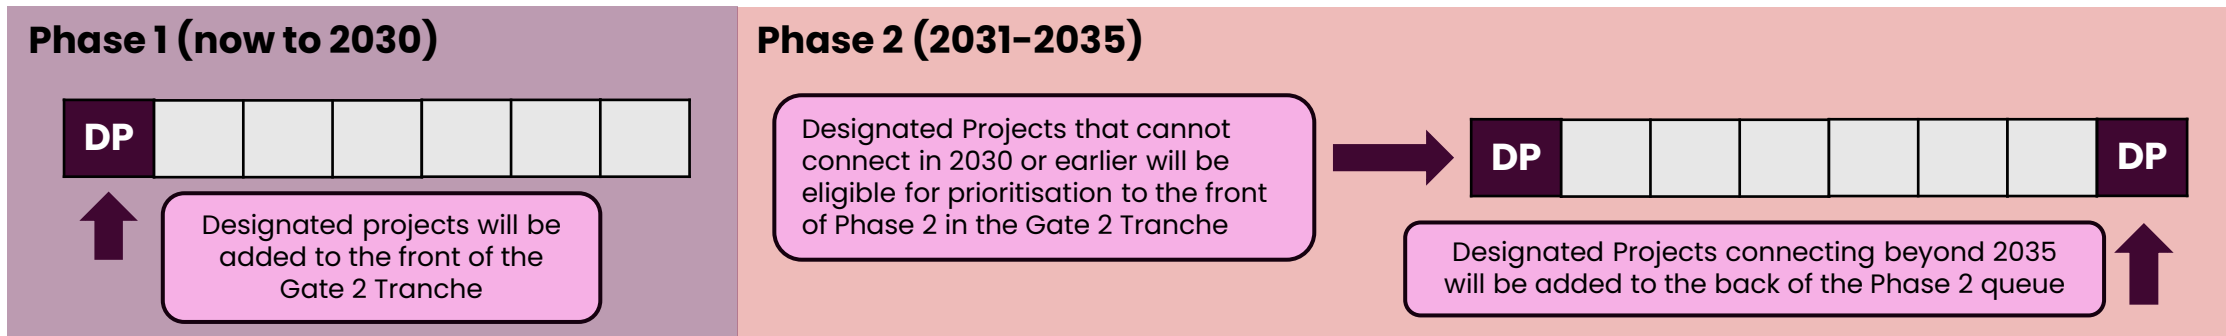 Phase 1 (now to 2030)
DP
Designated projects will be
added to the front of the
Gate 2 Tranche
Phase 2 (2031-2035)
Designated Projects that cannot
connect in 2030 or earlier will be
eligible for prioritisation to the front
of Phase 2 in the Gate 2 Tranche
DP
DP
Designated Projects connecting beyond 2035
will be added to the back of the Phase 2 queue